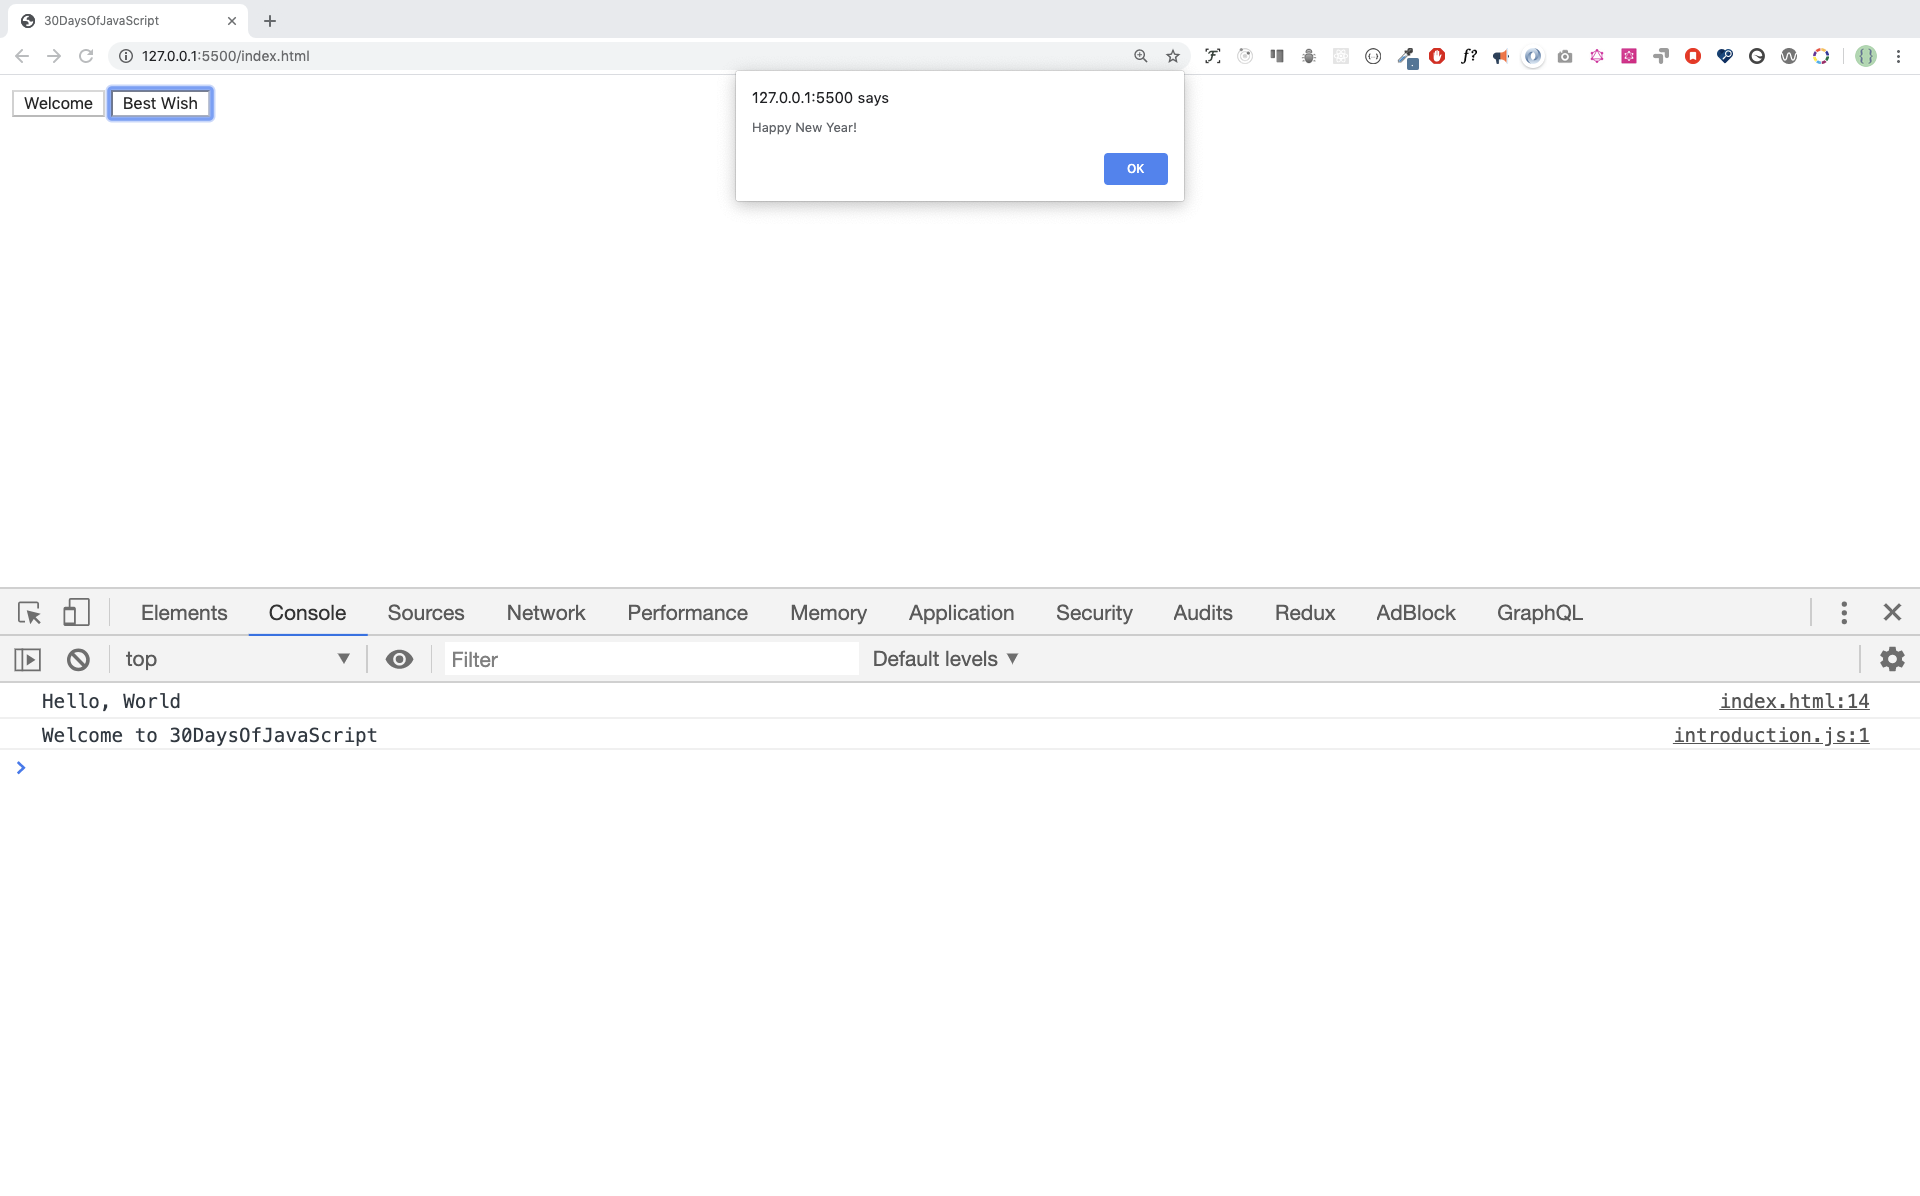 30DaysOfJavaScript
127.0.0.1:5500/index.html
f?
Welcome Best Wish
127.0.0.1:5500 says
Happy New Year!
OK
Elements Console Sources Network Performance Memory Application Security Audits Redux AdBlock GraphQL
top Filter Default levels
Hello, World index.html:14
Welcome to 30DaysOfJavaScript introduction.js:1